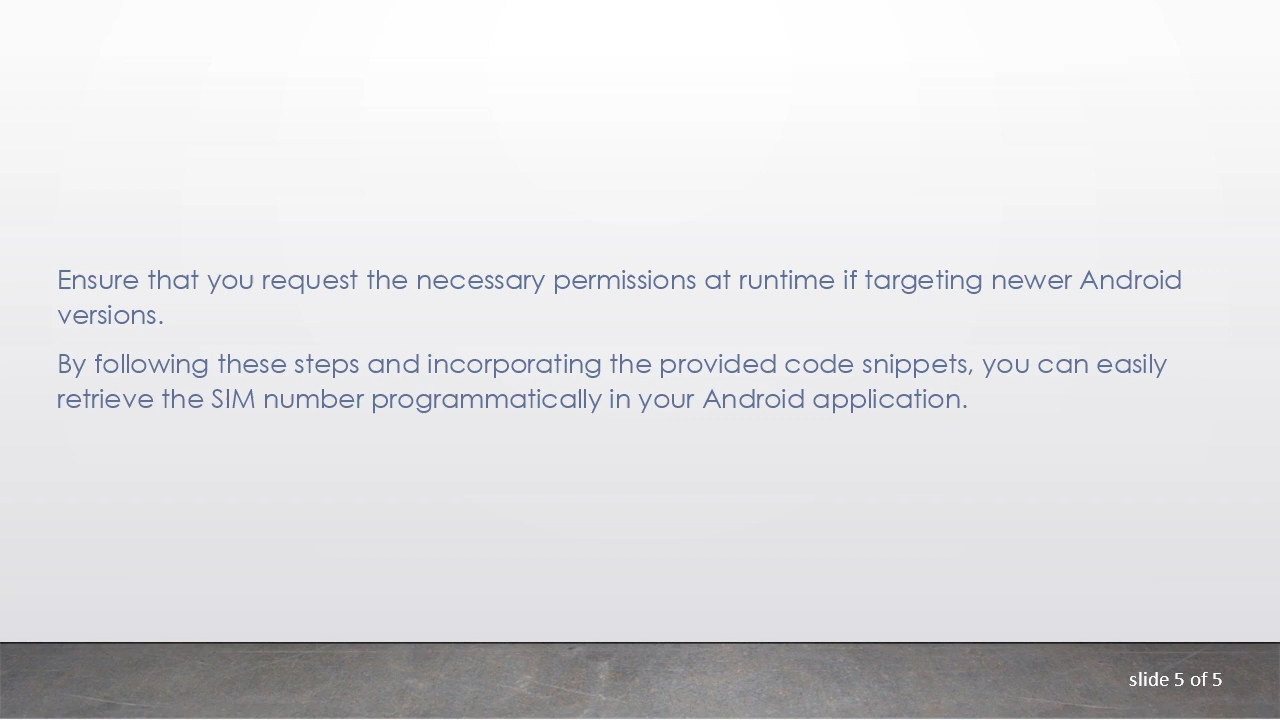 Ensure that you request the necessary permissions at runtime if targeting newer Android
versions.
By following these steps and incorporating the provided code snippets, you can easily
retrieve the SIM number programmatically in your Android application.
slide 5 of 5